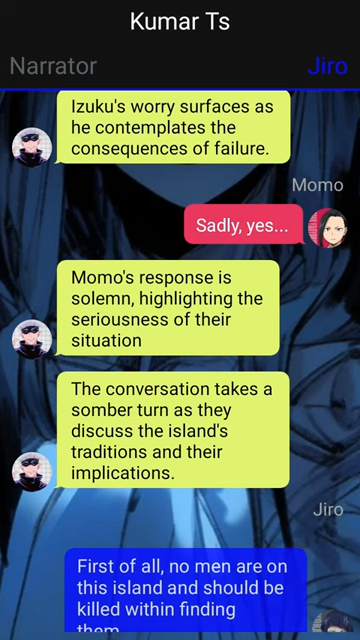 Kumar Ts
Narrator
Jiro
Izuku's worry surfaces as
he contemplates the
consequences of failure.
Momo
Sadly, yes...
Momo's response is
solemn, highlighting the
seriousness of their
situation
The conversation takes a
somber turn as they
discuss the island's
traditions and their
implications.
Jiro
First of all, no men are on
this island and should be
killed within finding
them